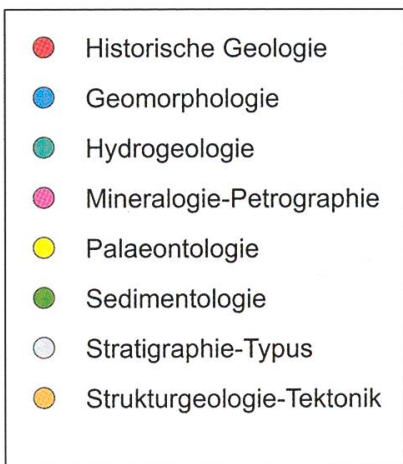 Historische Geologie
Geomorphologie
Hydrogeologie
Mineralogie-Petrographie
Palaeontologie
Sedimentologie
Stratigraphie-Typus
Strukturgeologie-Tektonik